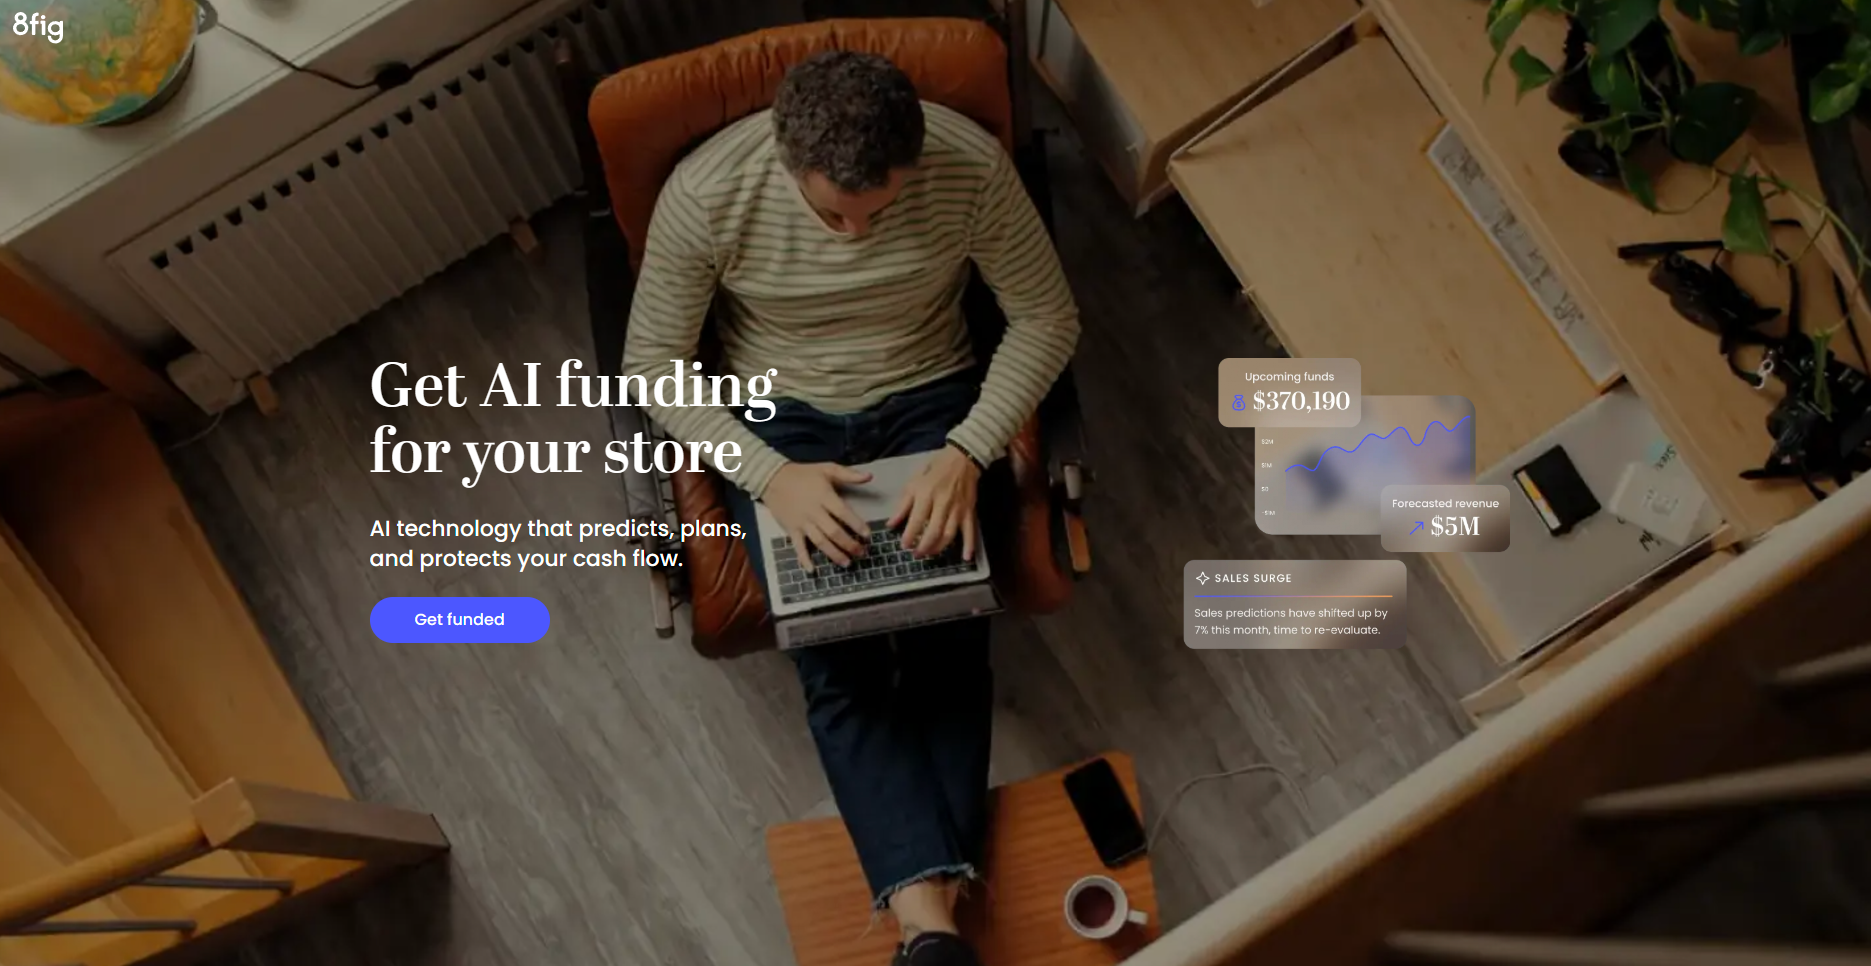 8fig
Get AI funding
for your store
AI technology that predicts, plans,
and protects your cash flow.
Get funded
Upcoming funds
$370,190
$2M
$1M
$0
-$1M
Forecasted revenue
$5M
SALES SURGE
Sales predictions have shifted up by
7% this month, time to re-evaluate.